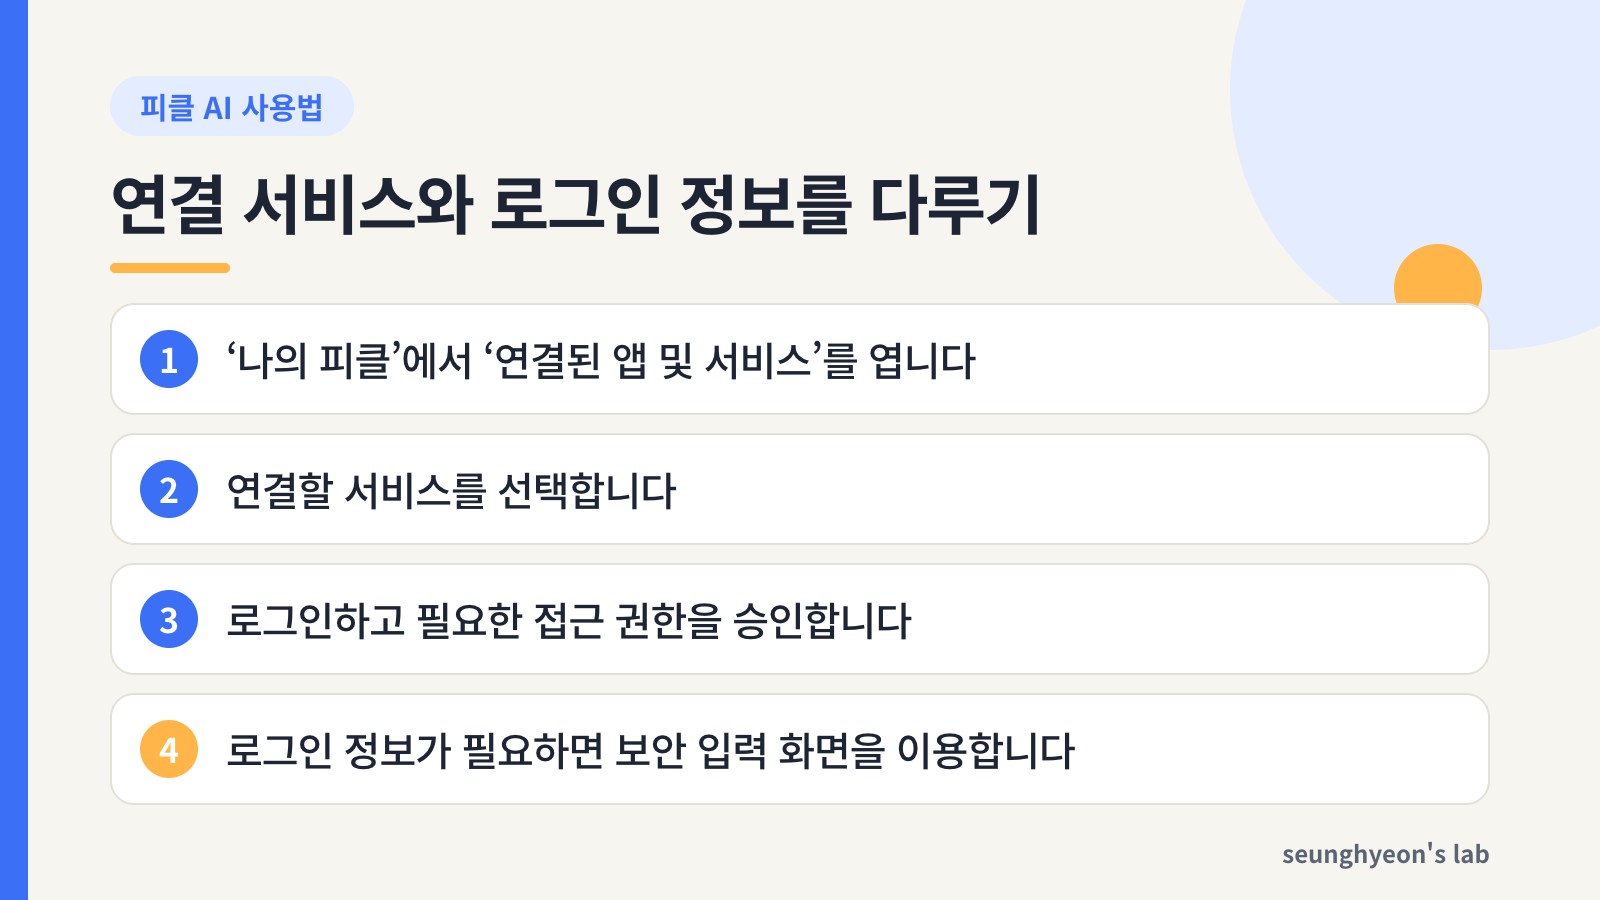 피클 AI 사용법
연결 서비스와 로그인 정보를 다루기
1 ‘나의 피클’에서 ‘연결된 앱 및 서비스’를 엽니다
2 연결할 서비스를 선택합니다
3 로그인하고 필요한 접근 권한을 승인합니다
4 로그인 정보가 필요하면 보안 입력 화면을 이용합니다
seunghyeon's lab